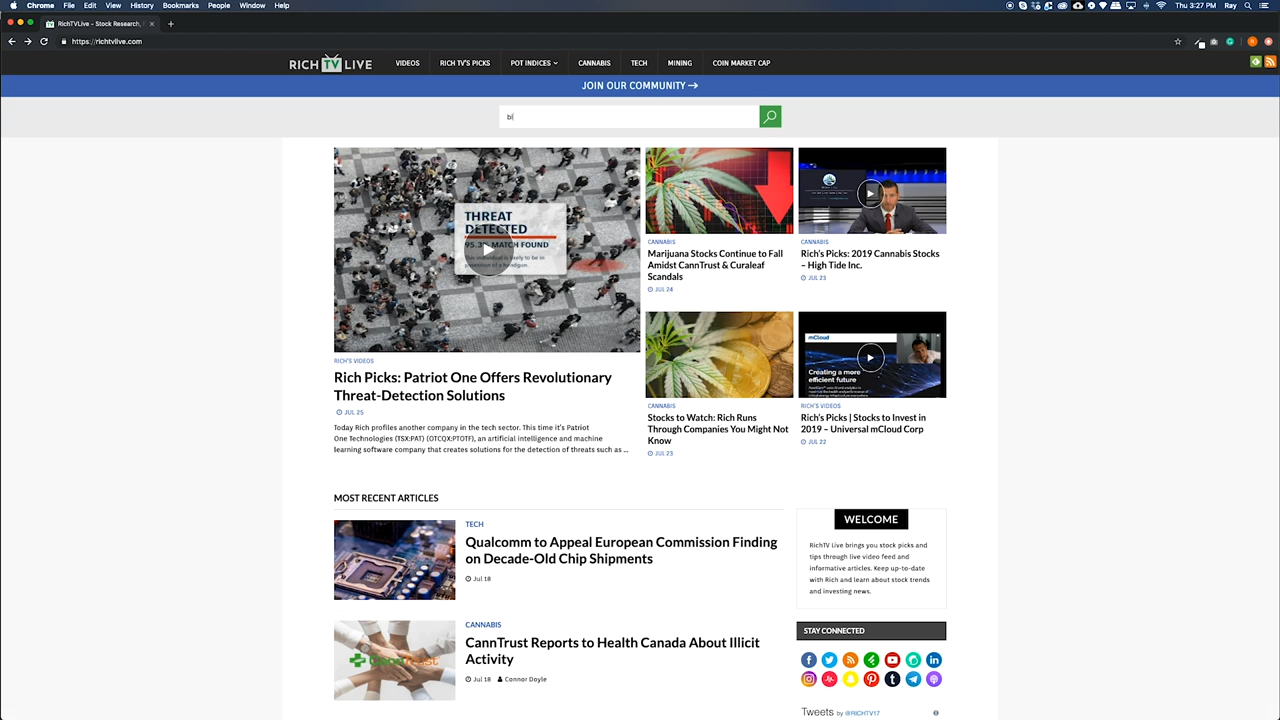 Chrome File Edit View History Bookmarks People Window Help
Thu 3:27 PM Ray
RichTVLive - Stock Research,
https://richtvlive.com
RICH TV LIVE
VIDEOS RICH TV'S PICKS POT INDICES CANNABIS TECH MINING COIN MARKET CAP
JOIN OUR COMMUNITY →
bi
THREAT
DETECTED
95.3% MATCH FOUND
This individual is likely to be in
possession of a handgun.
RICH'S VIDEOS
Rich Picks: Patriot One Offers Revolutionary
Threat-Detection Solutions
JUL 25
Today Rich profiles another company in the tech sector. This time it's Patriot
One Technologies (TSX:PAT) (OTCQX:PTOTF), an artificial intelligence and machine
learning software company that creates solutions for the detection of threats such as ...
CANNABIS
Marijuana Stocks Continue to Fall
Amidst CannTrust & Curaleaf
Scandals
JUL 24
CANNABIS
Rich's Picks: 2019 Cannabis Stocks
– High Tide Inc.
JUL 23
CANNABIS
Stocks to Watch: Rich Runs
Through Companies You Might Not
Know
JUL 23
mCloud
Creating a more
efficient future
RICH'S VIDEOS
Rich's Picks | Stocks to Invest in
2019 – Universal mCloud Corp
JUL 22
MOST RECENT ARTICLES
TECH
Qualcomm to Appeal European Commission Finding
on Decade-Old Chip Shipments
Jul 18
CannTrust
CANNABIS
CannTrust Reports to Health Canada About Illicit
Activity
Jul 18 Connor Doyle
WELCOME
RichTV Live brings you stock picks and
tips through live video feed and
informative articles. Keep up-to-date
with Rich and learn about stock trends
and investing news.
STAY CONNECTED
Tweets by @RICHTV17